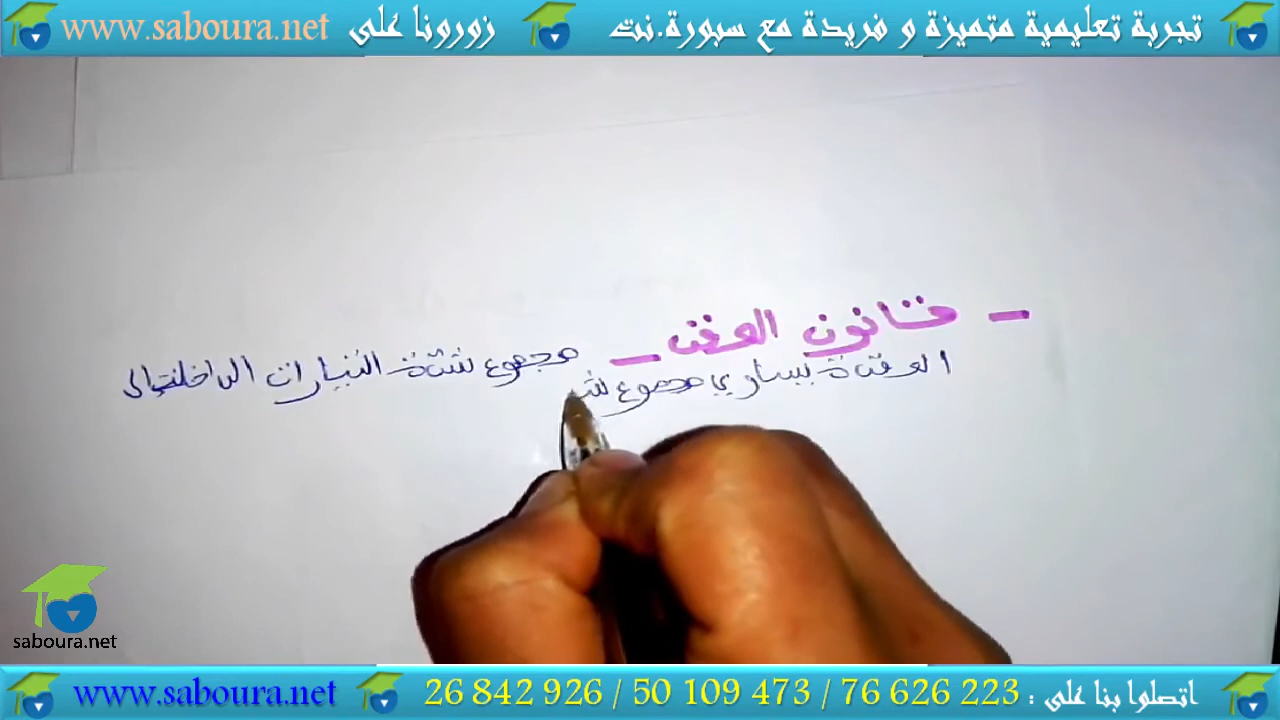 تجربة تعليمية متميزة و فريدة مع سبورة.نت زورونا على www.saboura.net
- قانون العقد - مجموع شدة التيارات الداخلة إلى
العقدة يساوي مجموع
saboura.net
اتصلوا بنا على : 76 626 223 / 50 109 473 / 26 842 926 www.saboura.net